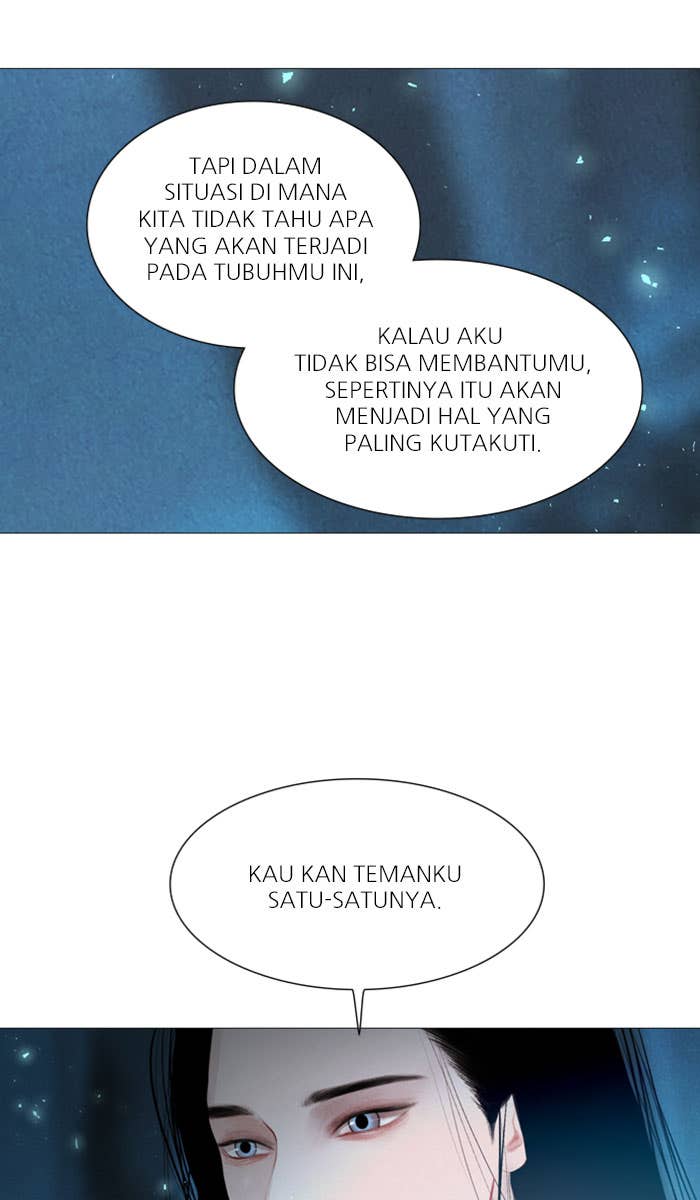 TAPI DALAM
SITUASI DI MANA
KITA TIDAK TAHU APA
YANG AKAN TERJADI
PADA TUBUHMU INI,
KALAU AKU
TIDAK BISA MEMBANTUMU,
SEPERTINYA ITU AKAN
MENJADI HAL YANG
PALING KUTAKUTI.
KAU KAN TEMANKU
SATU-SATUNYA.